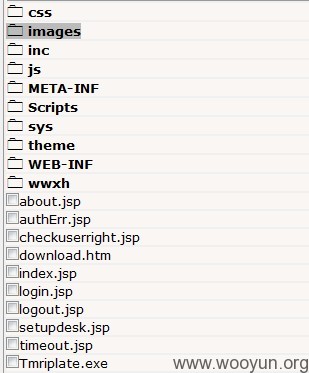 css
images
inc
js
META-INF
Scripts
sys
theme
WEB-INF
wwxh
about.jsp
authErr.jsp
checkuserright.jsp
download.htm
index.jsp
login.jsp
logout.jsp
setupdesk.jsp
timeout.jsp
Tmriplate.exe
www.wooyun.org